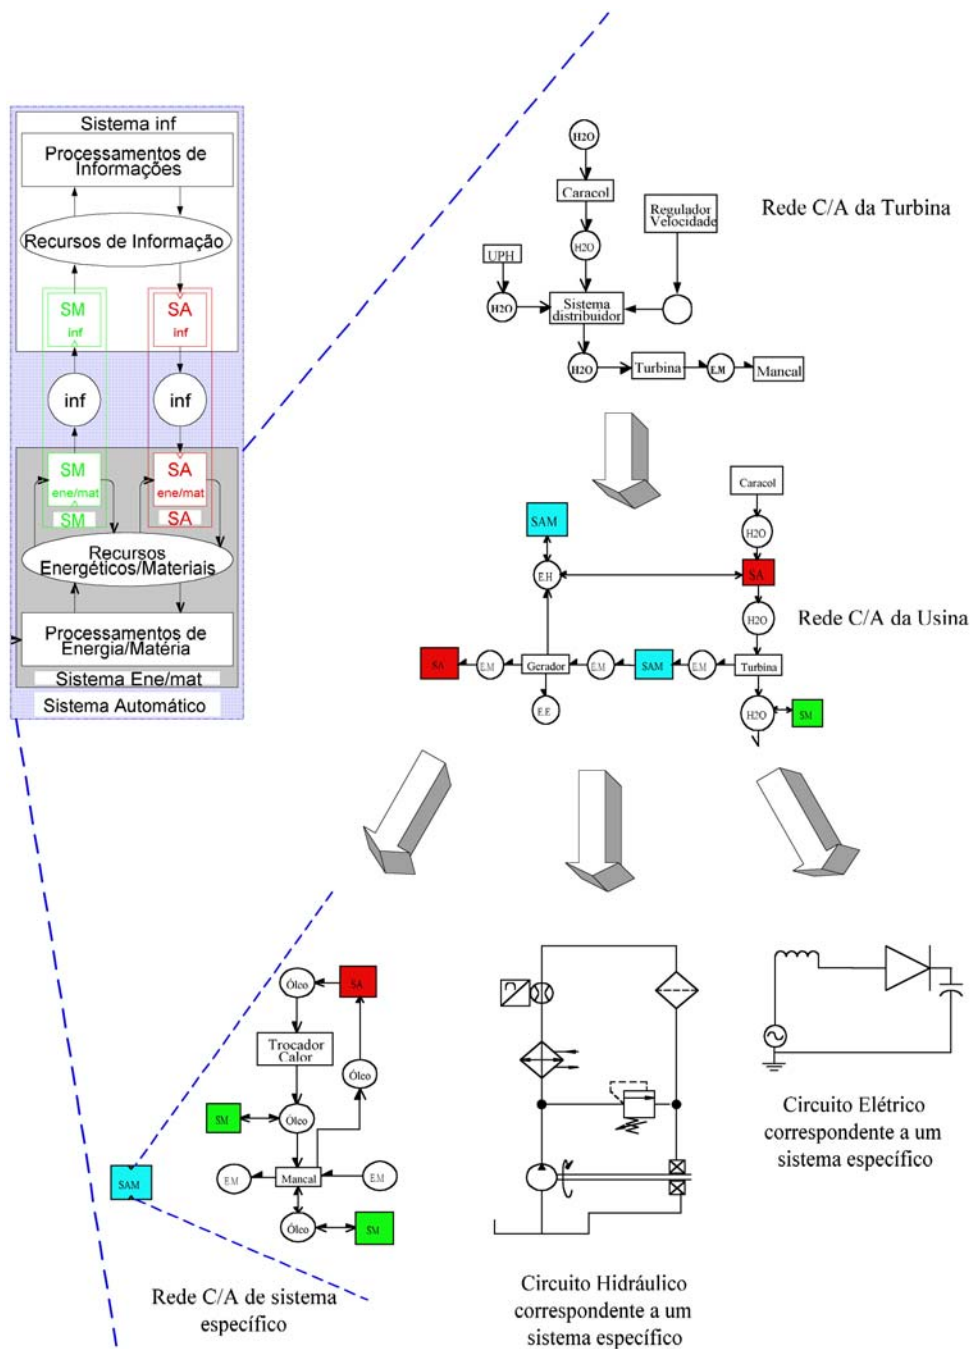 Sistema inf
Processamentos de
Informações
Recursos de Informação
SM
inf
SA
inf
inf
inf
SM
ene/mat
SM
SA
ene/mat
SA
Recursos
Energéticos/Materiais
Processamentos de
Energia/Matéria
Sistema Ene/mat
Sistema Automático
H2O
Caracol
H2O
Regulador
Velocidade
UPH
H2O
Sistema
distribuidor
H2O
Turbina
E.M
Mancal
Rede C/A da Turbina
Caracol
H2O
SAM
E.H
SA
H2O
Rede C/A da Usina
SA
E.M
Gerador
E.M
SAM
E.M
Turbina
E.E
H2O
SM
Óleo
SA
Trocador
Calor
Óleo
SM
Óleo
E.M
Mancal
E.M
SAM
Óleo
SM
Rede C/A de sistema
específico
Circuito Hidráulico
correspondente a um
sistema específico
Circuito Elétrico
correspondente a um
sistema específico